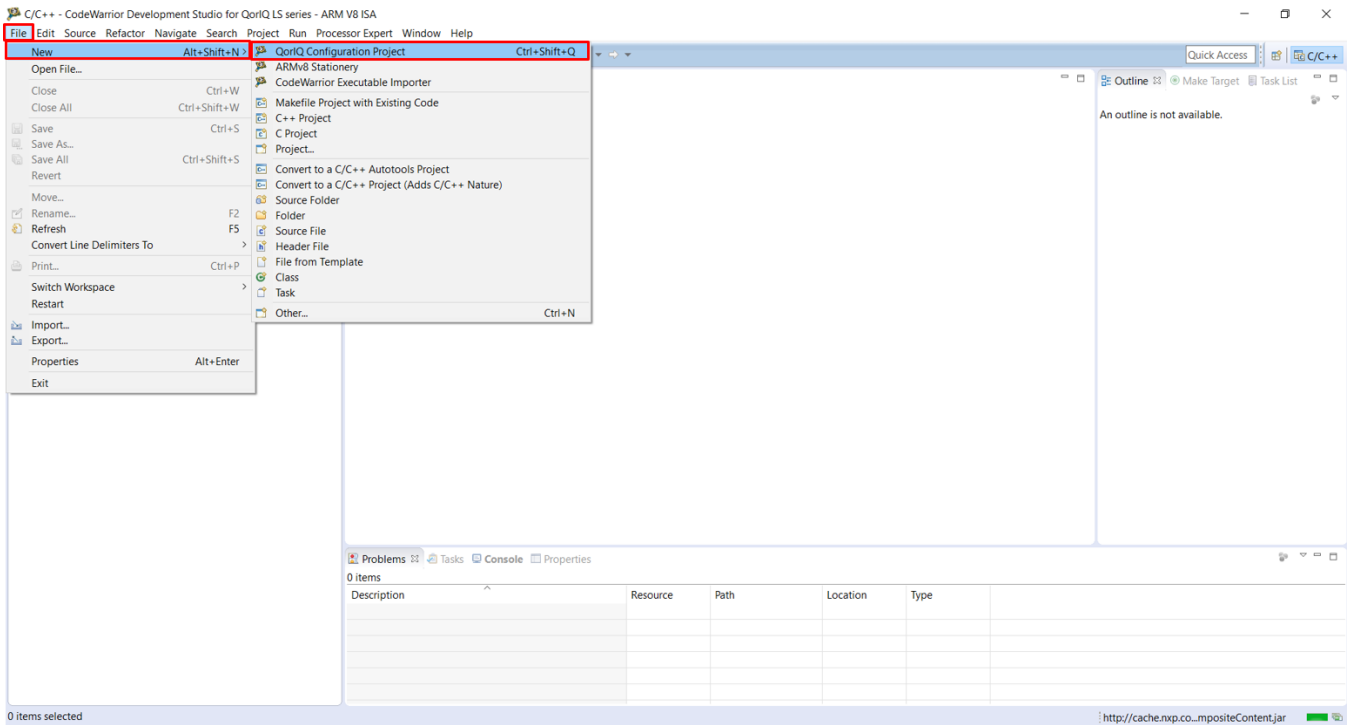 C/C++ - CodeWarrior Development Studio for QorIQ LS series - ARM V8 ISA
File Edit Source Refactor Navigate Search Project Run Processor Expert Window Help
New Alt+Shift+N >
Open File...
Close Ctrl+W
Close All Ctrl+Shift+W
Save Ctrl+S
Save As...
Save All Ctrl+Shift+S
Revert
Move...
Rename... F2
Refresh F5
Convert Line Delimiters To >
Print... Ctrl+P
Switch Workspace >
Restart
Import...
Export...
Properties Alt+Enter
Exit
QorIQ Configuration Project Ctrl+Shift+Q
ARMv8 Stationery
CodeWarrior Executable Importer
Makefile Project with Existing Code
C++ Project
C Project
Project...
Convert to a C/C++ Autotools Project
Convert to a C/C++ Project (Adds C/C++ Nature)
Source Folder
Folder
Source File
Header File
File from Template
Class
Task
Other... Ctrl+N
Quick Access C/C++
Outline Make Target Task List
An outline is not available.
Problems Tasks Console Properties
0 items
Description Resource Path Location Type
0 items selected http://cache.nxp.co...mpositeContent.jar